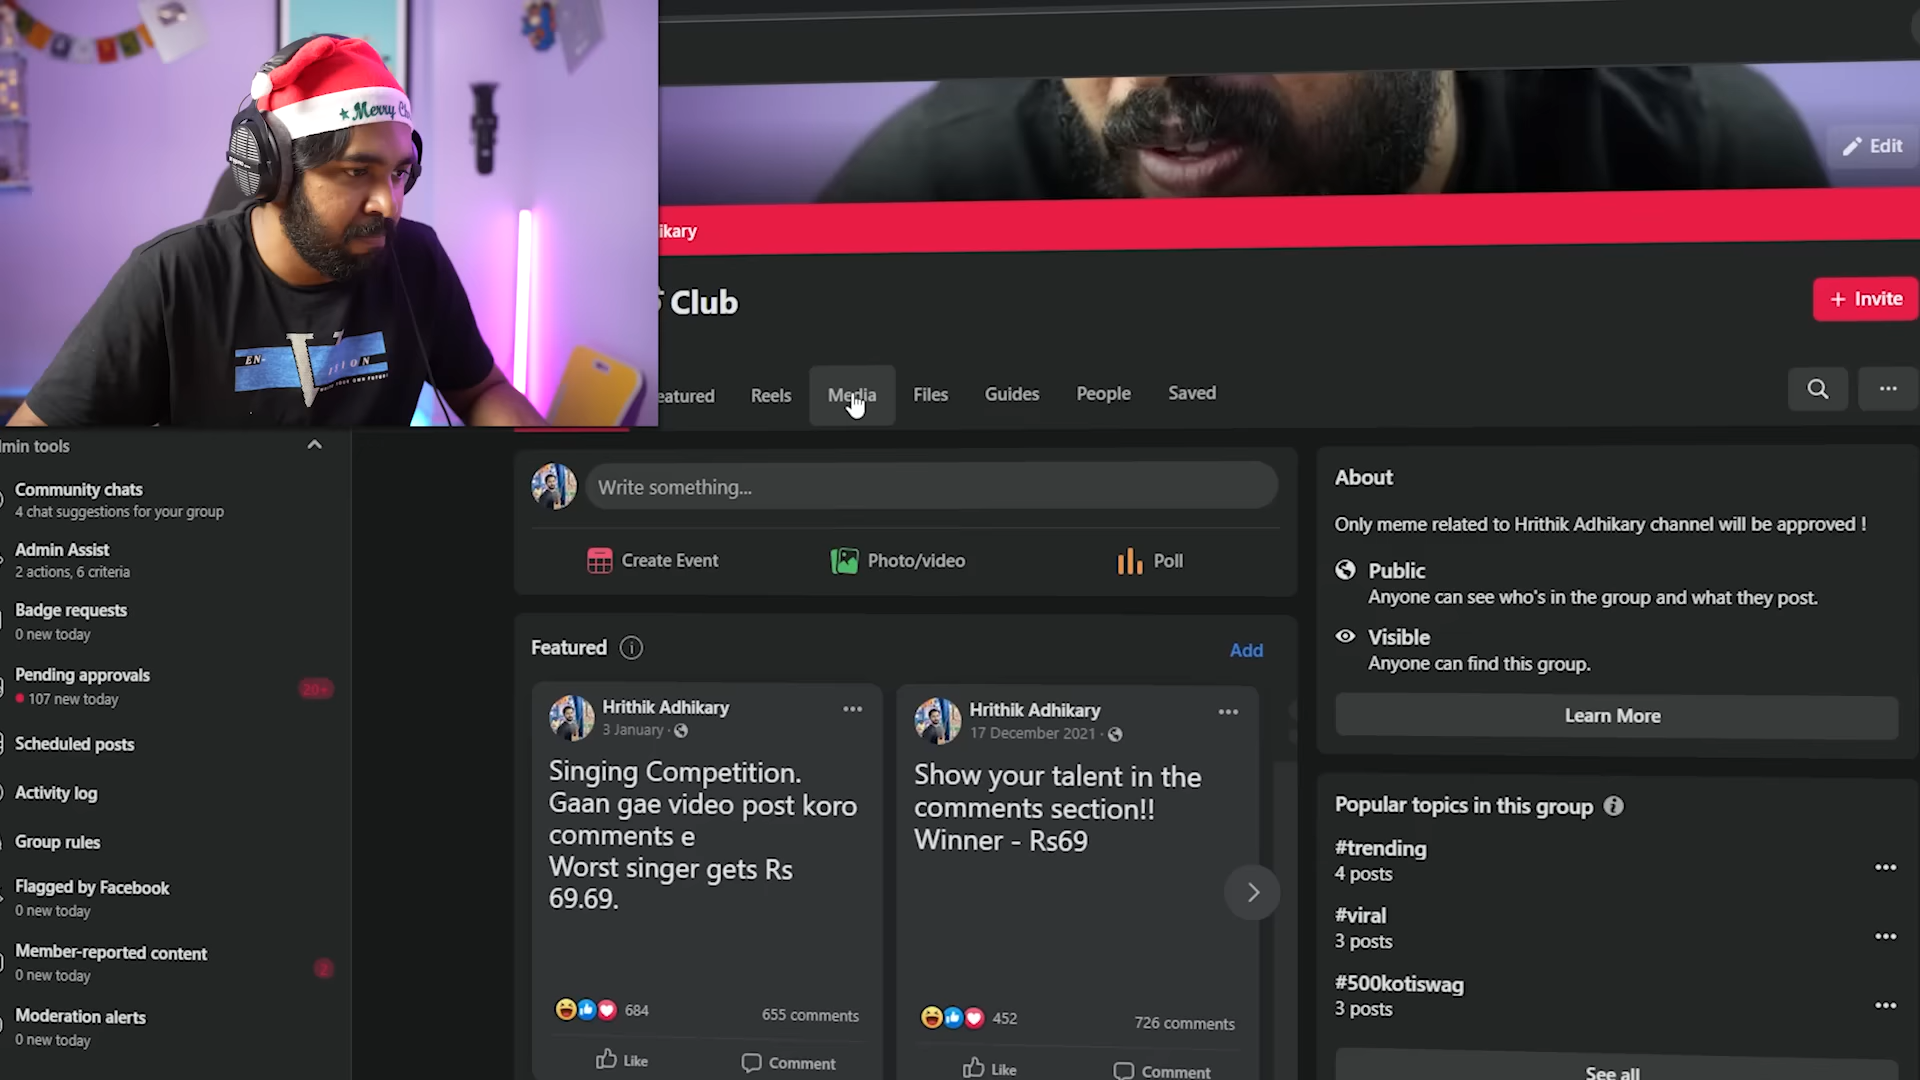 Merry
EN-
ikary
Edit
Club
Invite
eatured
Reels
Media
Files
Guides
People
Saved
min tools
Community chats
4 chat suggestions for your group
Admin Assist
2 actions, 6 criteria
Badge requests
0 new today
Pending approvals
107 new today
20+
Scheduled posts
Activity log
Group rules
Flagged by Facebook
0 new today
Member-reported content
0 new today
2
Moderation alerts
0 new today
Write something...
Create Event
Photo/video
Poll
Featured
Add
Hrithik Adhikary
3 January
Singing Competition.
Gaan gae video post koro
comments e
Worst singer gets Rs
69.69.
684
655 comments
Like
Comment
Hrithik Adhikary
17 December 2021
Show your talent in the
comments section!!
Winner - Rs69
452
726 comments
Like
Comment
About
Only meme related to Hrithik Adhikary channel will be approved !
Public
Anyone can see who's in the group and what they post.
Visible
Anyone can find this group.
Learn More
Popular topics in this group
#trending
4 posts
#viral
3 posts
#500kotiswag
3 posts
See all